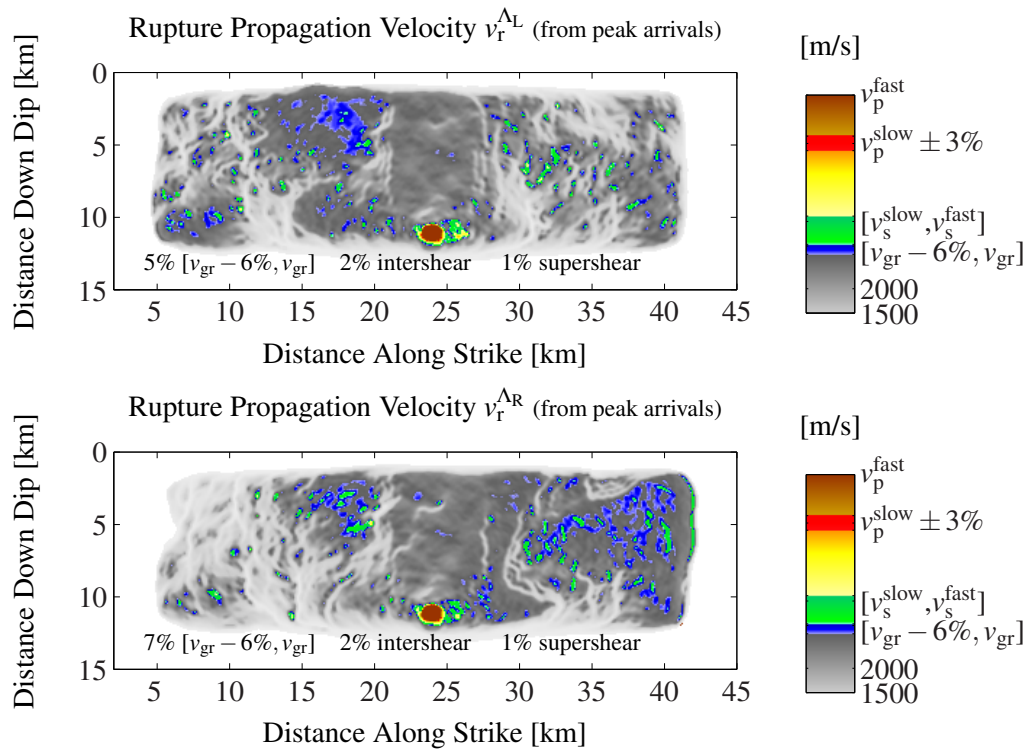 Rupture Propagation Velocity v_r^{Λ_L} (from peak arrivals)
[m/s]
Distance Down Dip [km]
0
5
10
15
5% [v_gr − 6%, v_gr] 2% intershear 1% supershear
5 10 15 20 25 30 35 40 45
Distance Along Strike [km]
v_p^fast
v_p^slow ± 3%
[v_s^slow, v_s^fast]
[v_gr − 6%, v_gr]
2000
1500
Rupture Propagation Velocity v_r^{Λ_R} (from peak arrivals)
[m/s]
Distance Down Dip [km]
0
5
10
15
7% [v_gr − 6%, v_gr] 2% intershear 1% supershear
5 10 15 20 25 30 35 40 45
Distance Along Strike [km]
v_p^fast
v_p^slow ± 3%
[v_s^slow, v_s^fast]
[v_gr − 6%, v_gr]
2000
1500